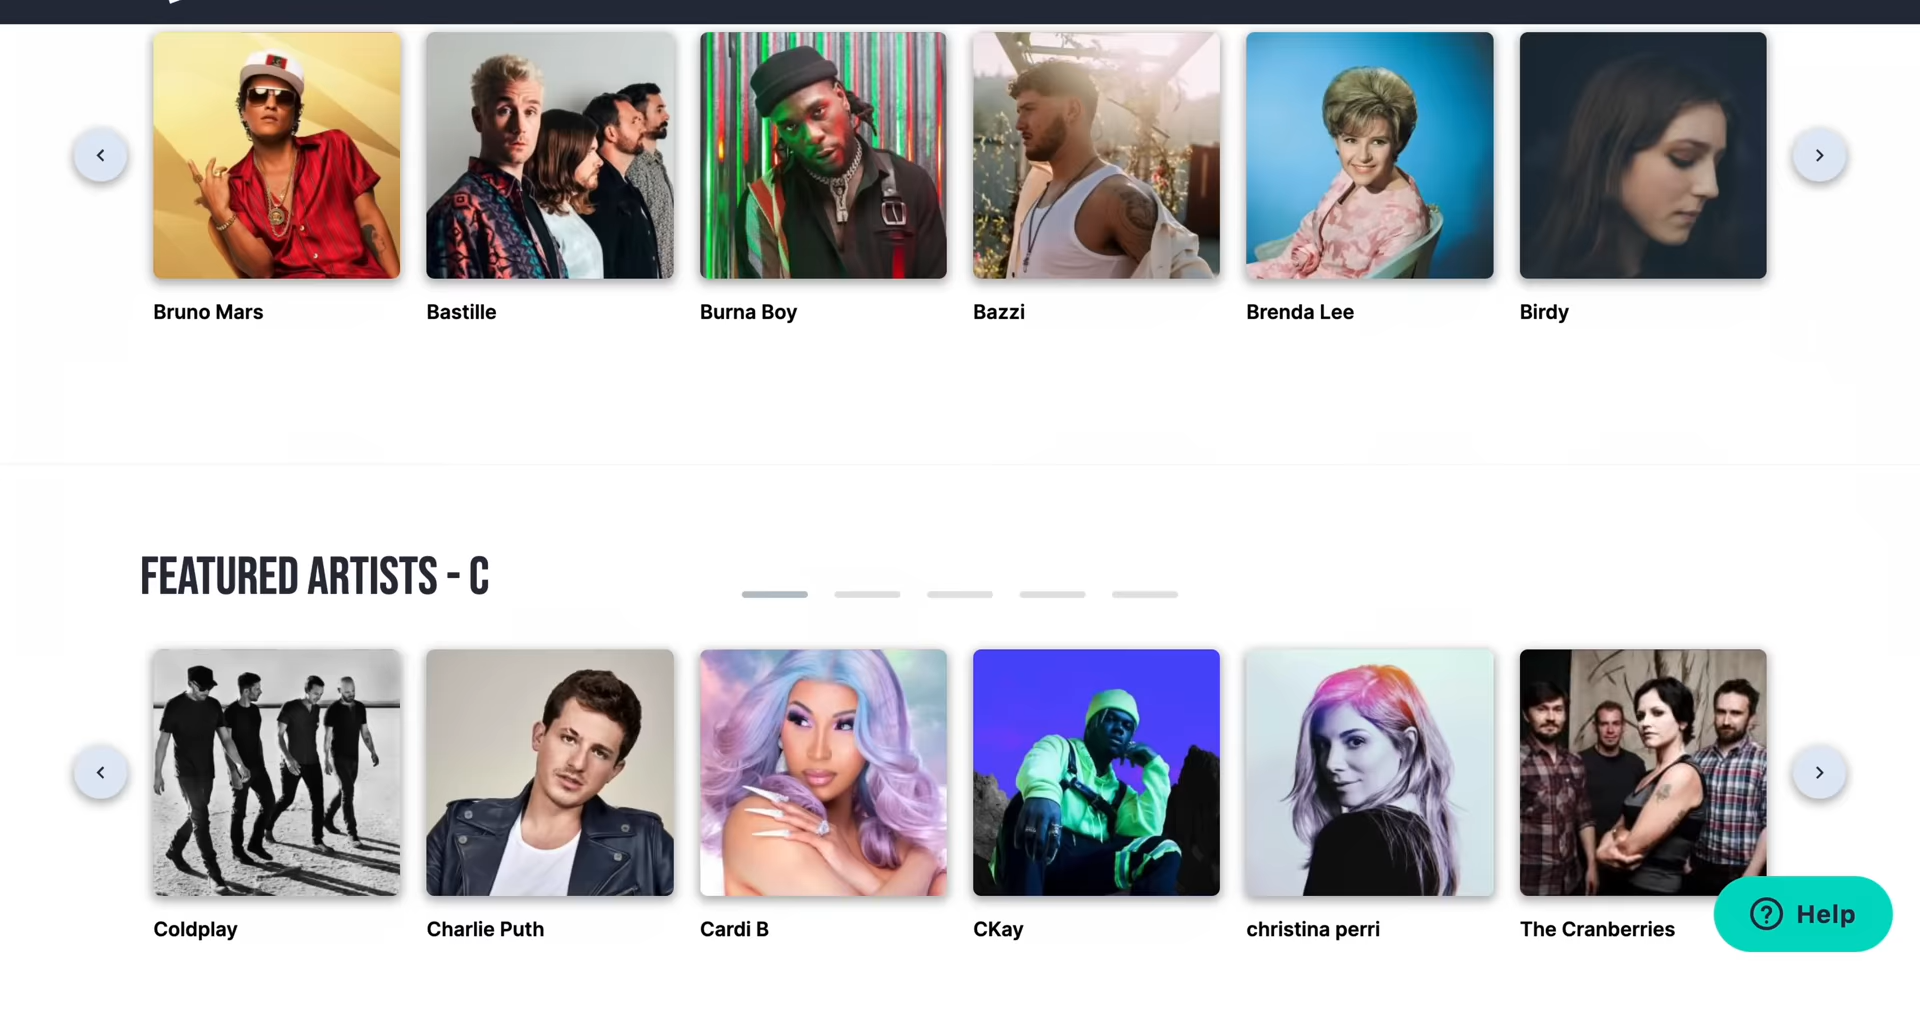 Bruno Mars
Bastille
Burna Boy
Bazzi
Brenda Lee
Birdy
FEATURED ARTISTS - C
Coldplay
Charlie Puth
Cardi B
CKay
christina perri
The Cranberries
Help